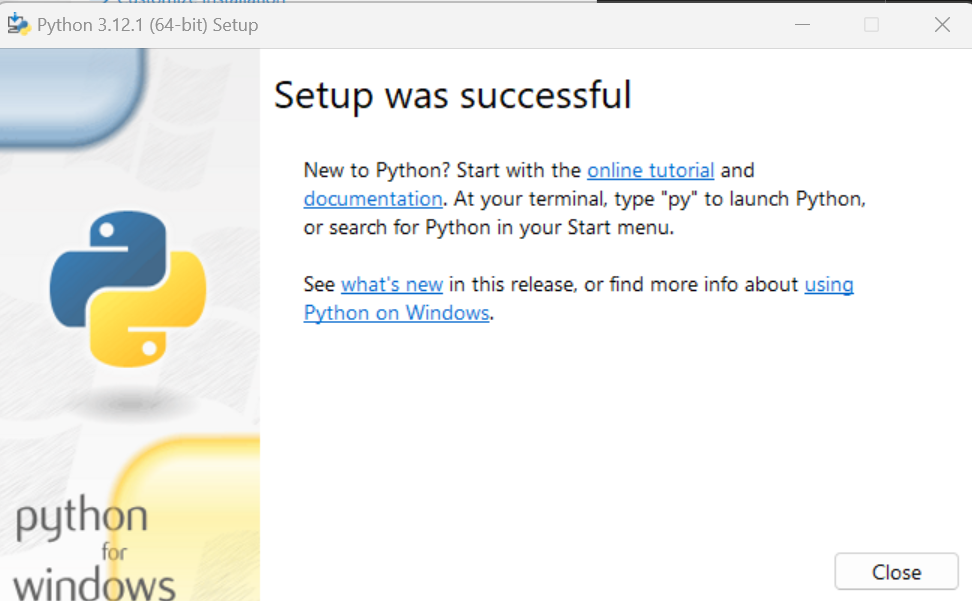 Python 3.12.1 (64-bit) Setup
Setup was successful
New to Python? Start with the online tutorial and
documentation. At your terminal, type "py" to launch Python,
or search for Python in your Start menu.
See what's new in this release, or find more info about using
Python on Windows.
python
for
windows
Close